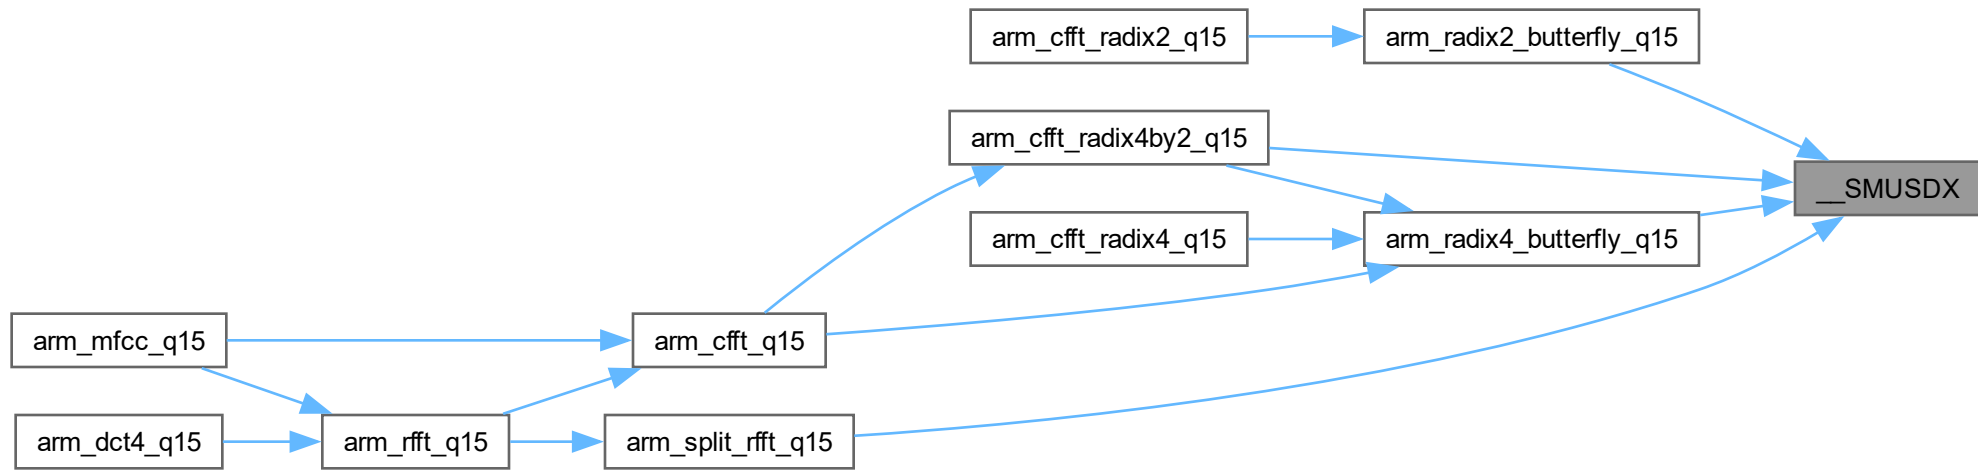 arm_cfft_radix2_q15
arm_radix2_butterfly_q15
arm_cfft_radix4by2_q15
__SMUSDX
arm_cfft_radix4_q15
arm_radix4_butterfly_q15
arm_mfcc_q15
arm_cfft_q15
arm_dct4_q15
arm_rfft_q15
arm_split_rfft_q15